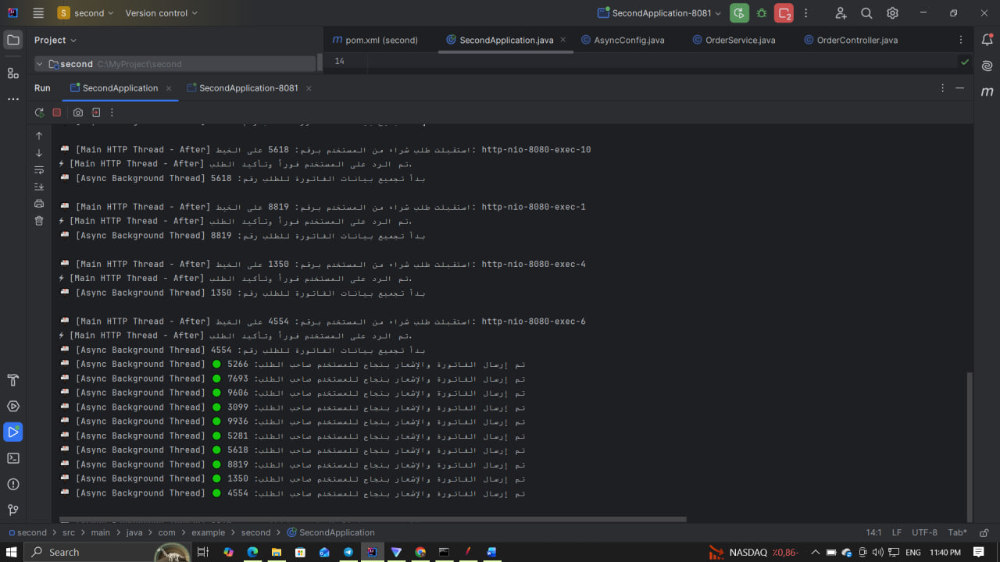 second
Version control
SecondApplication-8081
2
Project
pom.xml (second)
SecondApplication.java
AsyncConfig.java
OrderService.java
OrderController.java
second C:\MyProject\second
14
Run
SecondApplication
SecondApplication-8081
[Main HTTP Thread - After] استقبلت طلب شراء من المستخدم برقم: 5618 على الخيط: http-nio-8080-exec-10
[Main HTTP Thread - After] تم الرد على المستخدم فوراً وتأكيد الطلب.
[Async Background Thread] بدأ تجميع بيانات الفاتورة للطلب رقم: 5618
[Main HTTP Thread - After] استقبلت طلب شراء من المستخدم برقم: 8819 على الخيط: http-nio-8080-exec-1
[Main HTTP Thread - After] تم الرد على المستخدم فوراً وتأكيد الطلب.
[Async Background Thread] بدأ تجميع بيانات الفاتورة للطلب رقم: 8819
[Main HTTP Thread - After] استقبلت طلب شراء من المستخدم برقم: 1350 على الخيط: http-nio-8080-exec-4
[Main HTTP Thread - After] تم الرد على المستخدم فوراً وتأكيد الطلب.
[Async Background Thread] بدأ تجميع بيانات الفاتورة للطلب رقم: 1350
[Main HTTP Thread - After] استقبلت طلب شراء من المستخدم برقم: 4554 على الخيط: http-nio-8080-exec-6
[Main HTTP Thread - After] تم الرد على المستخدم فوراً وتأكيد الطلب.
[Async Background Thread] بدأ تجميع بيانات الفاتورة للطلب رقم: 4554
[Async Background Thread] 🟢 تم إرسال الفاتورة والإشعار بنجاح للمستخدم صاحب الطلب: 5266
[Async Background Thread] 🟢 تم إرسال الفاتورة والإشعار بنجاح للمستخدم صاحب الطلب: 7693
[Async Background Thread] 🟢 تم إرسال الفاتورة والإشعار بنجاح للمستخدم صاحب الطلب: 9606
[Async Background Thread] 🟢 تم إرسال الفاتورة والإشعار بنجاح للمستخدم صاحب الطلب: 3099
[Async Background Thread] 🟢 تم إرسال الفاتورة والإشعار بنجاح للمستخدم صاحب الطلب: 9936
[Async Background Thread] 🟢 تم إرسال الفاتورة والإشعار بنجاح للمستخدم صاحب الطلب: 5281
[Async Background Thread] 🟢 تم إرسال الفاتورة والإشعار بنجاح للمستخدم صاحب الطلب: 5618
[Async Background Thread] 🟢 تم إرسال الفاتورة والإشعار بنجاح للمستخدم صاحب الطلب: 8819
[Async Background Thread] 🟢 تم إرسال الفاتورة والإشعار بنجاح للمستخدم صاحب الطلب: 1350
[Async Background Thread] 🟢 تم إرسال الفاتورة والإشعار بنجاح للمستخدم صاحب الطلب: 4554
second > src > main > java > com > example > second > SecondApplication
14:1 LF UTF-8 Tab*
Search
NASDAQ ٪0,86-
ENG
11:40 PM